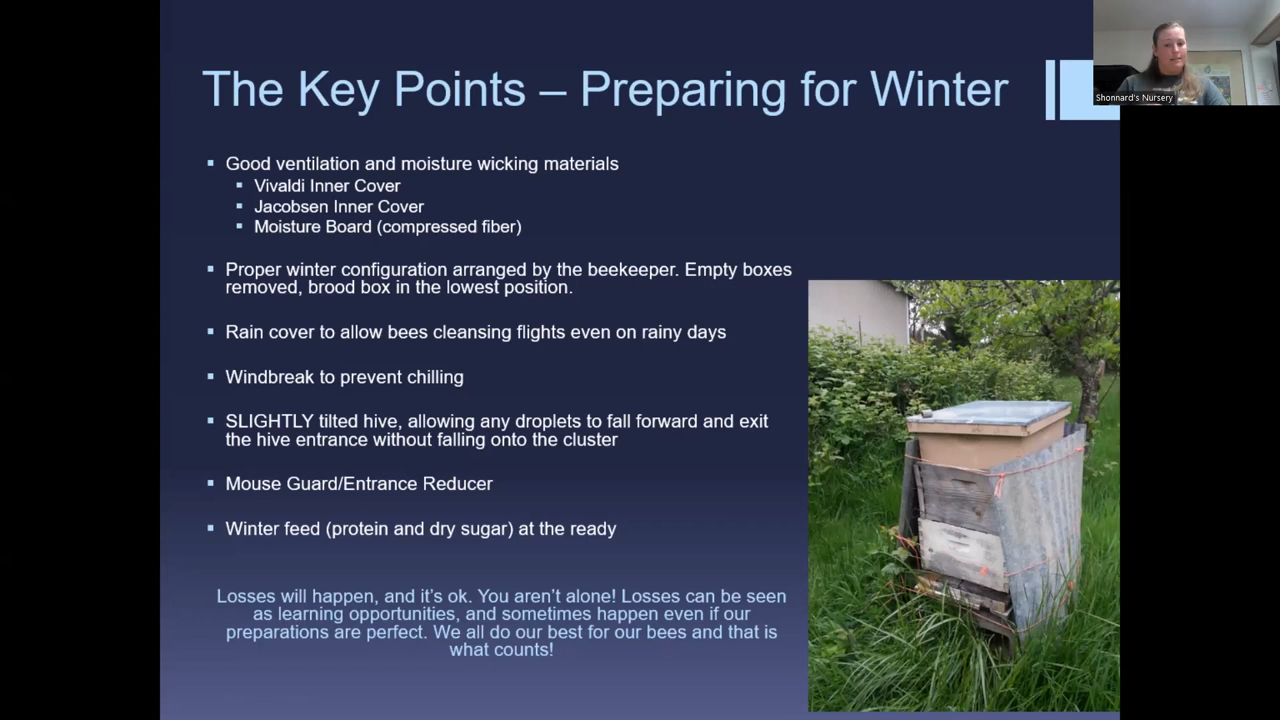 The Key Points – Preparing for Winter
Shonnard's Nursery
▪ Good ventilation and moisture wicking materials
▪ Vivaldi Inner Cover
▪ Jacobsen Inner Cover
▪ Moisture Board (compressed fiber)
▪ Proper winter configuration arranged by the beekeeper. Empty boxes
removed, brood box in the lowest position.
▪ Rain cover to allow bees cleansing flights even on rainy days
▪ Windbreak to prevent chilling
▪ SLIGHTLY tilted hive, allowing any droplets to fall forward and exit
the hive entrance without falling onto the cluster
▪ Mouse Guard/Entrance Reducer
▪ Winter feed (protein and dry sugar) at the ready
Losses will happen, and it's ok. You aren't alone! Losses can be seen
as learning opportunities, and sometimes happen even if our
preparations are perfect. We all do our best for our bees and that is
what counts!